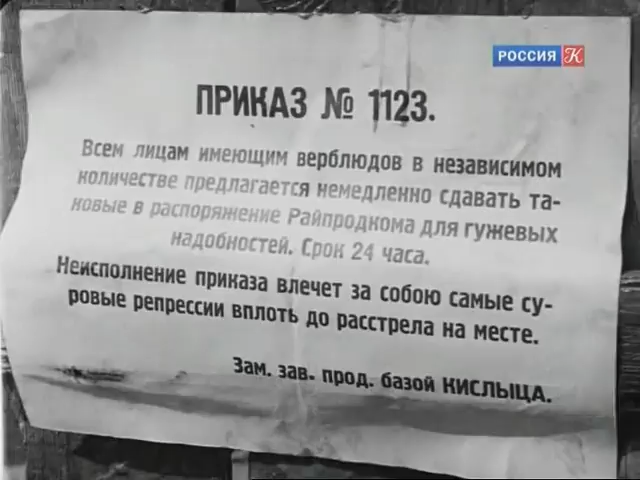 РОССИЯ К
ПРИКАЗ № 1123.
Всем лицам имеющим верблюдов в независимом
количестве предлагается немедленно сдавать та-
ковые в распоряжение Райпродкома для гужевых
надобностей. Срок 24 часа.
Неисполнение приказа влечет за собою самые су-
ровые репрессии вплоть до расстрела на месте.
Зам. зав. прод. базой КИСЛЫЦА.